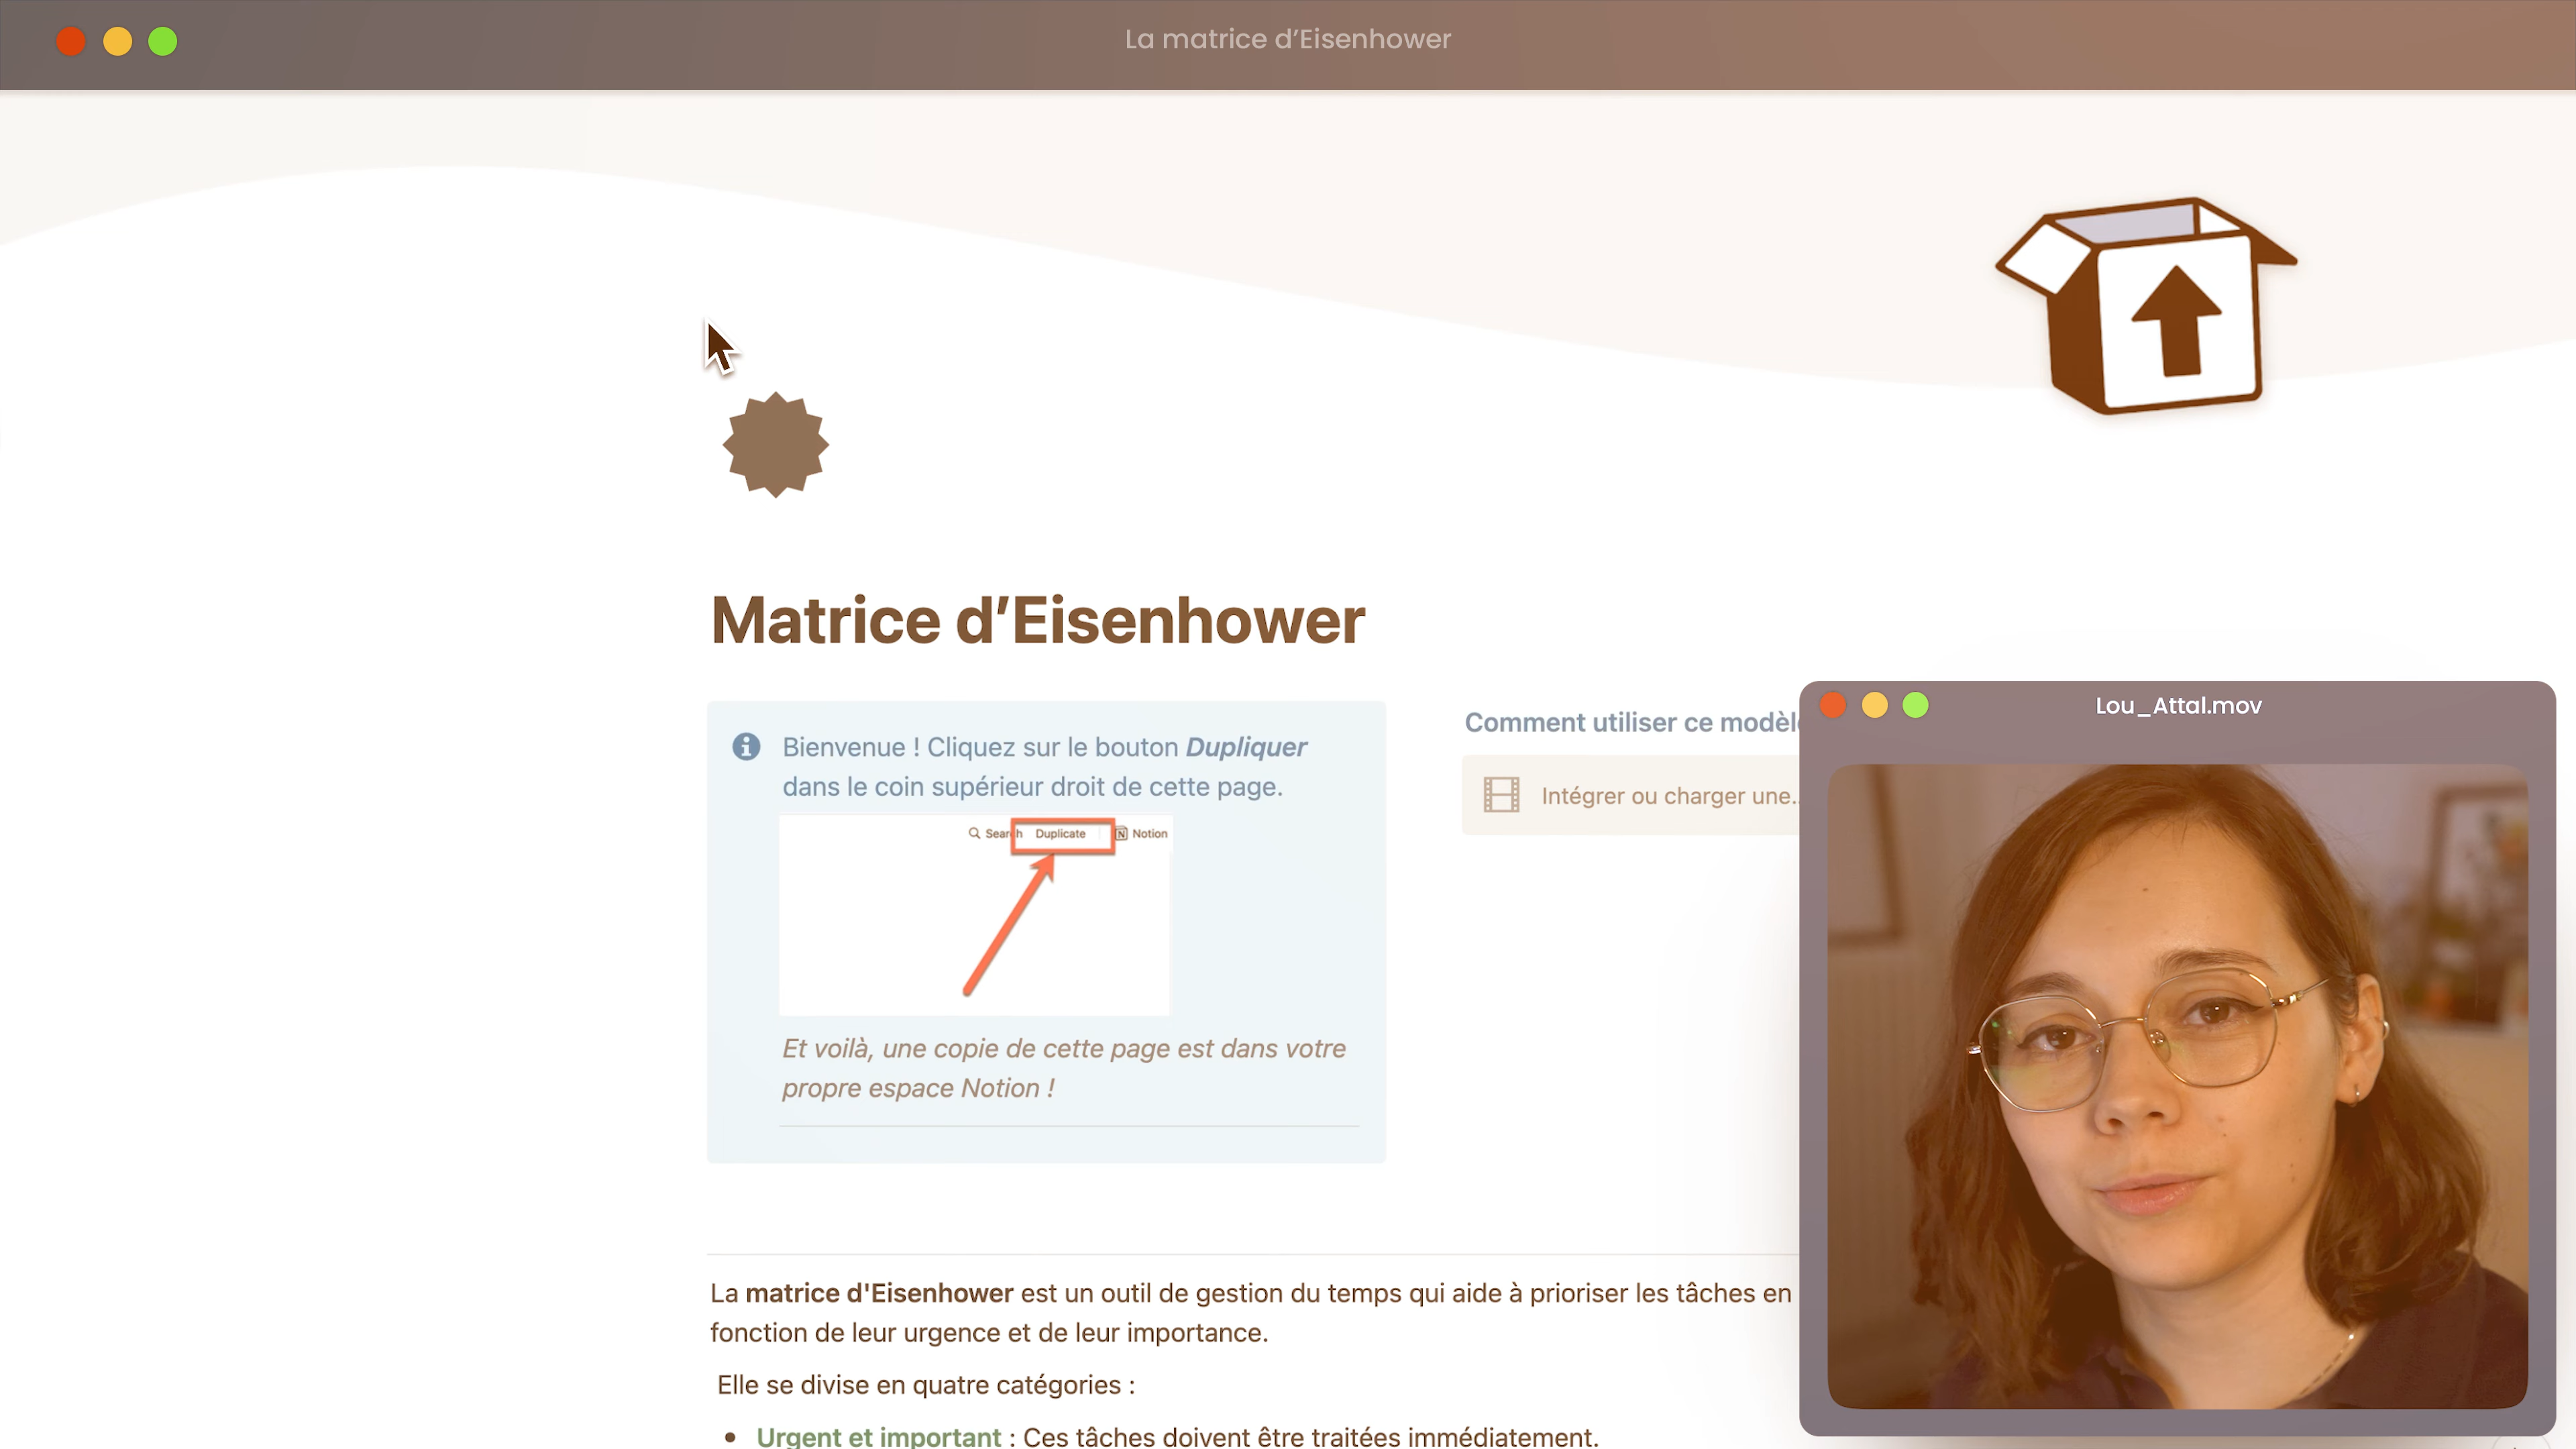 La matrice d’Eisenhower
Matrice d’Eisenhower
Bienvenue ! Cliquez sur le bouton Dupliquer
dans le coin supérieur droit de cette page.
Search Duplicate Notion
Et voilà, une copie de cette page est dans votre
propre espace Notion !
Comment utiliser ce modèle
Intégrer ou charger une...
Lou_Attal.mov
La matrice d'Eisenhower est un outil de gestion du temps qui aide à prioriser les tâches en
fonction de leur urgence et de leur importance.
Elle se divise en quatre catégories :
• Urgent et important : Ces tâches doivent être traitées immédiatement.